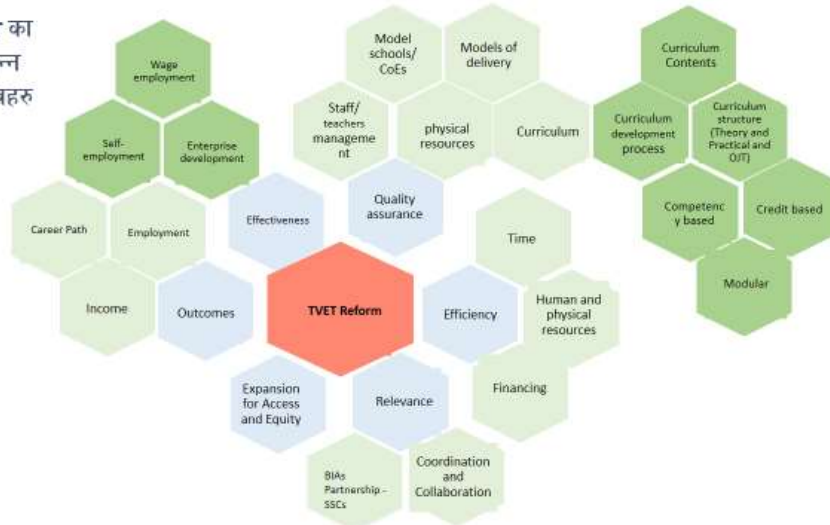 का
न्न
Wage
employment
Self-
employment
Enterprise
development
Career Path
Employment
Income
Outcomes
Effectiveness
Model
schools/
CoEs
Models of
delivery
Staff/
teachers
manageme
nt
physical
resources
Curriculum
Quality
assurance
TVET Reform
Time
Efficiency
Human and
physical
resources
Financing
Expansion
for Access
and Equity
Relevance
BIAs
Partnership -
SSCs
Coordination
and
Collaboration
Curriculum
Contents
Curriculum
development
process
Curriculum
structure
(Theory and
Practical and
OJT)
Competenc
y based
Credit based
Modular